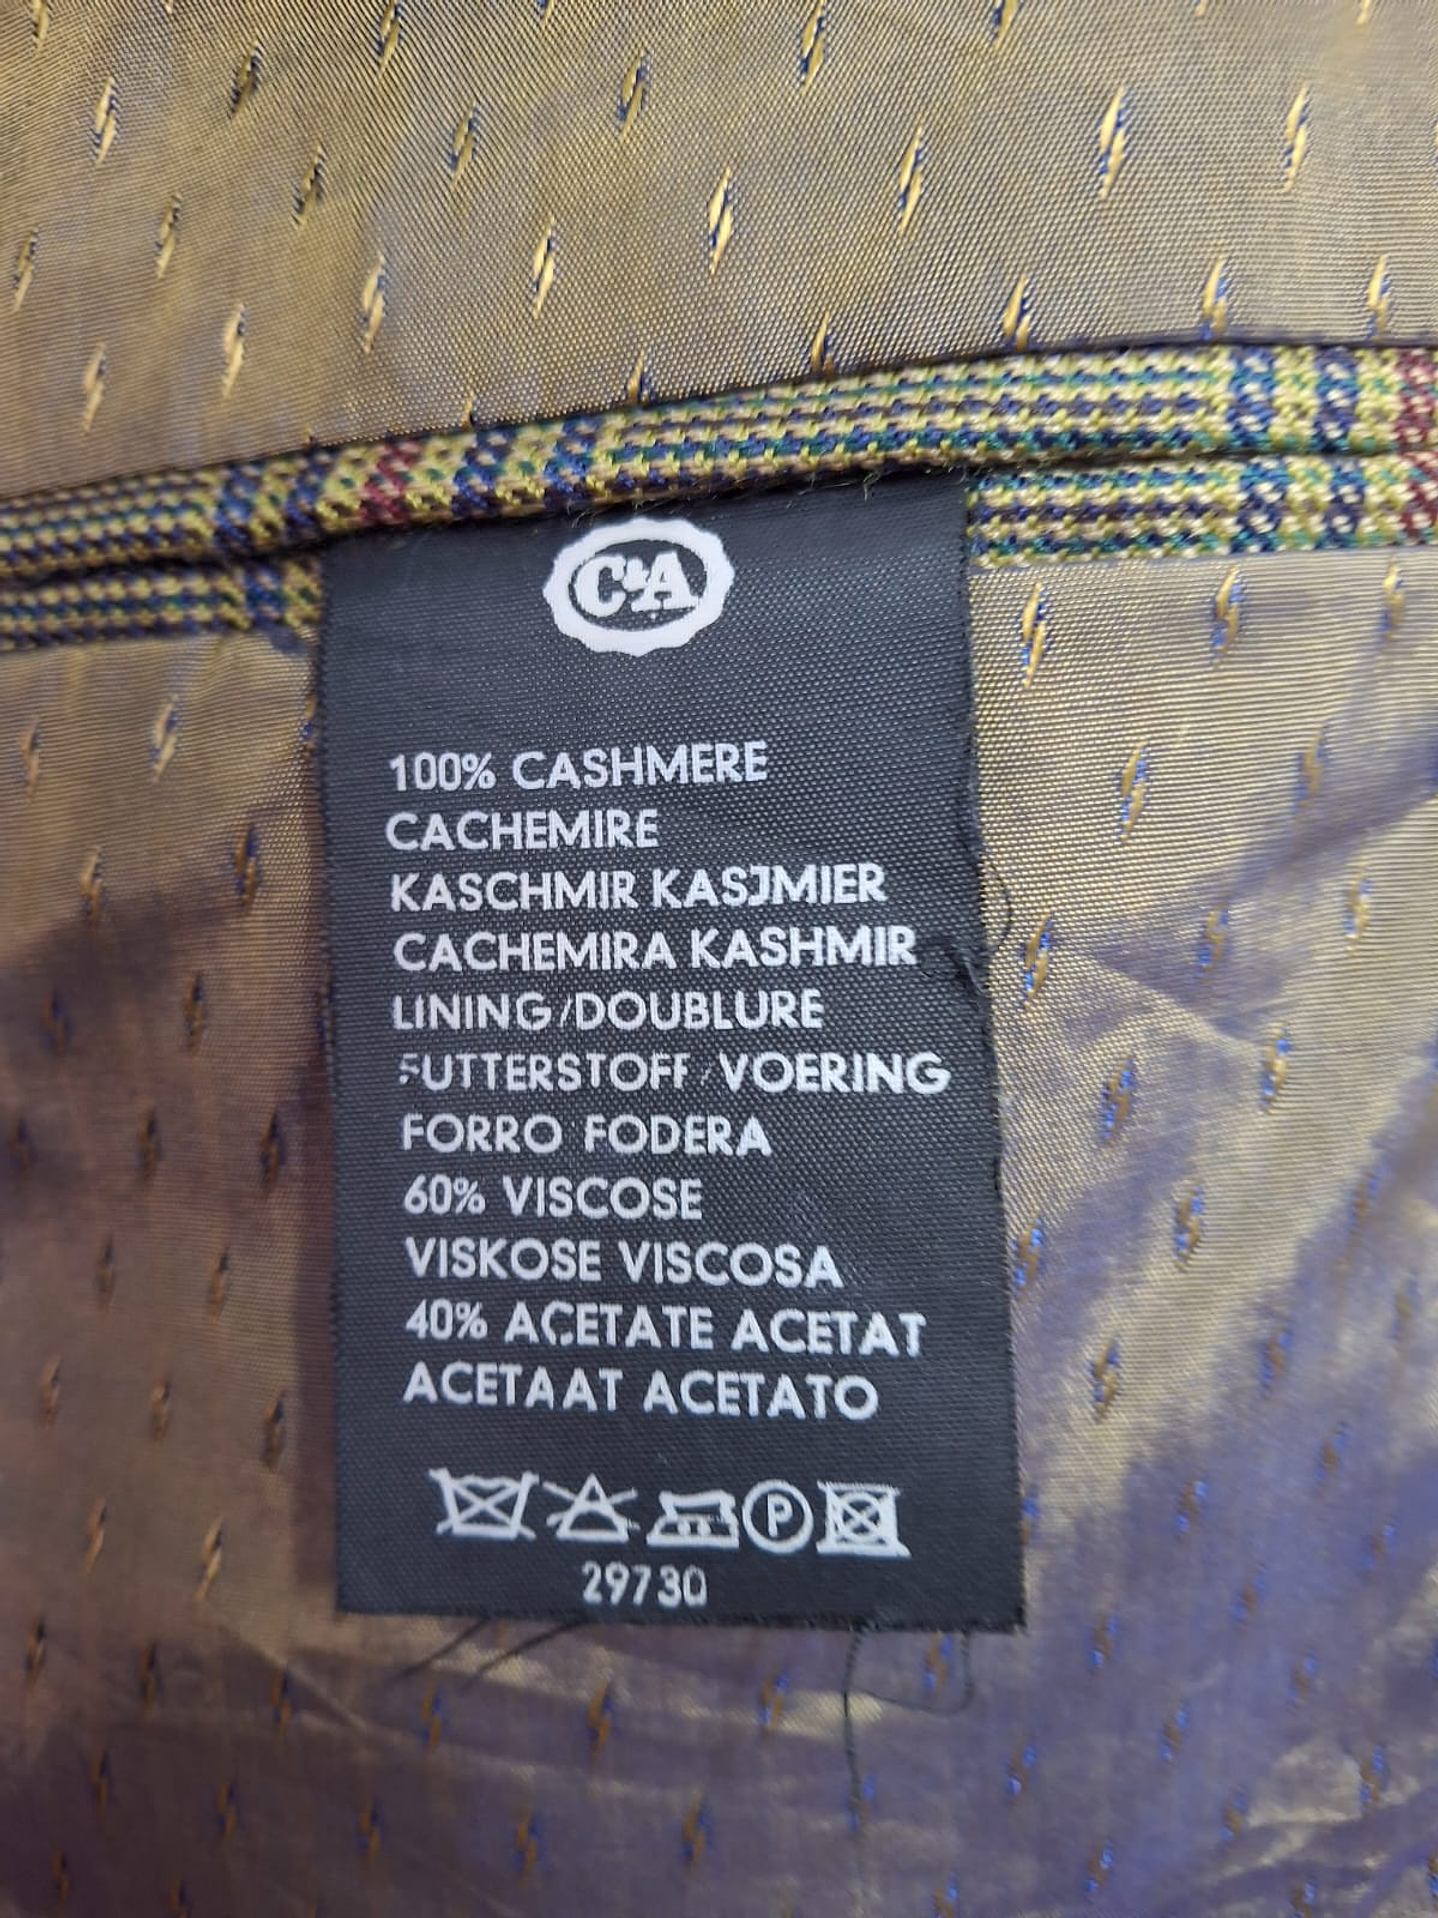 C&A
100% CASHMERE
CACHEMIRE
KASCHMIR KASJMIER
CACHEMIRA KASHMIR
LINING/DOUBLURE
FUTTERSTOFF/VOERING
FORRO FODERA
60% VISCOSE
VISKOSE VISCOSA
40% ACETATE ACETAT
ACETAAT ACETATO
P
29730